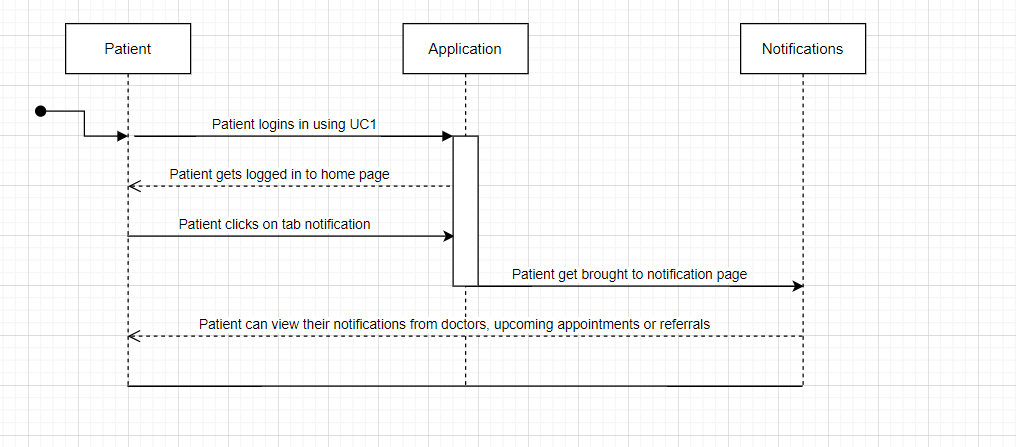 Patient
Application
Notifications
Patient logins in using UC1
Patient gets logged in to home page
Patient clicks on tab notification
Patient get brought to notification page
Patient can view their notifications from doctors, upcoming appointments or referrals